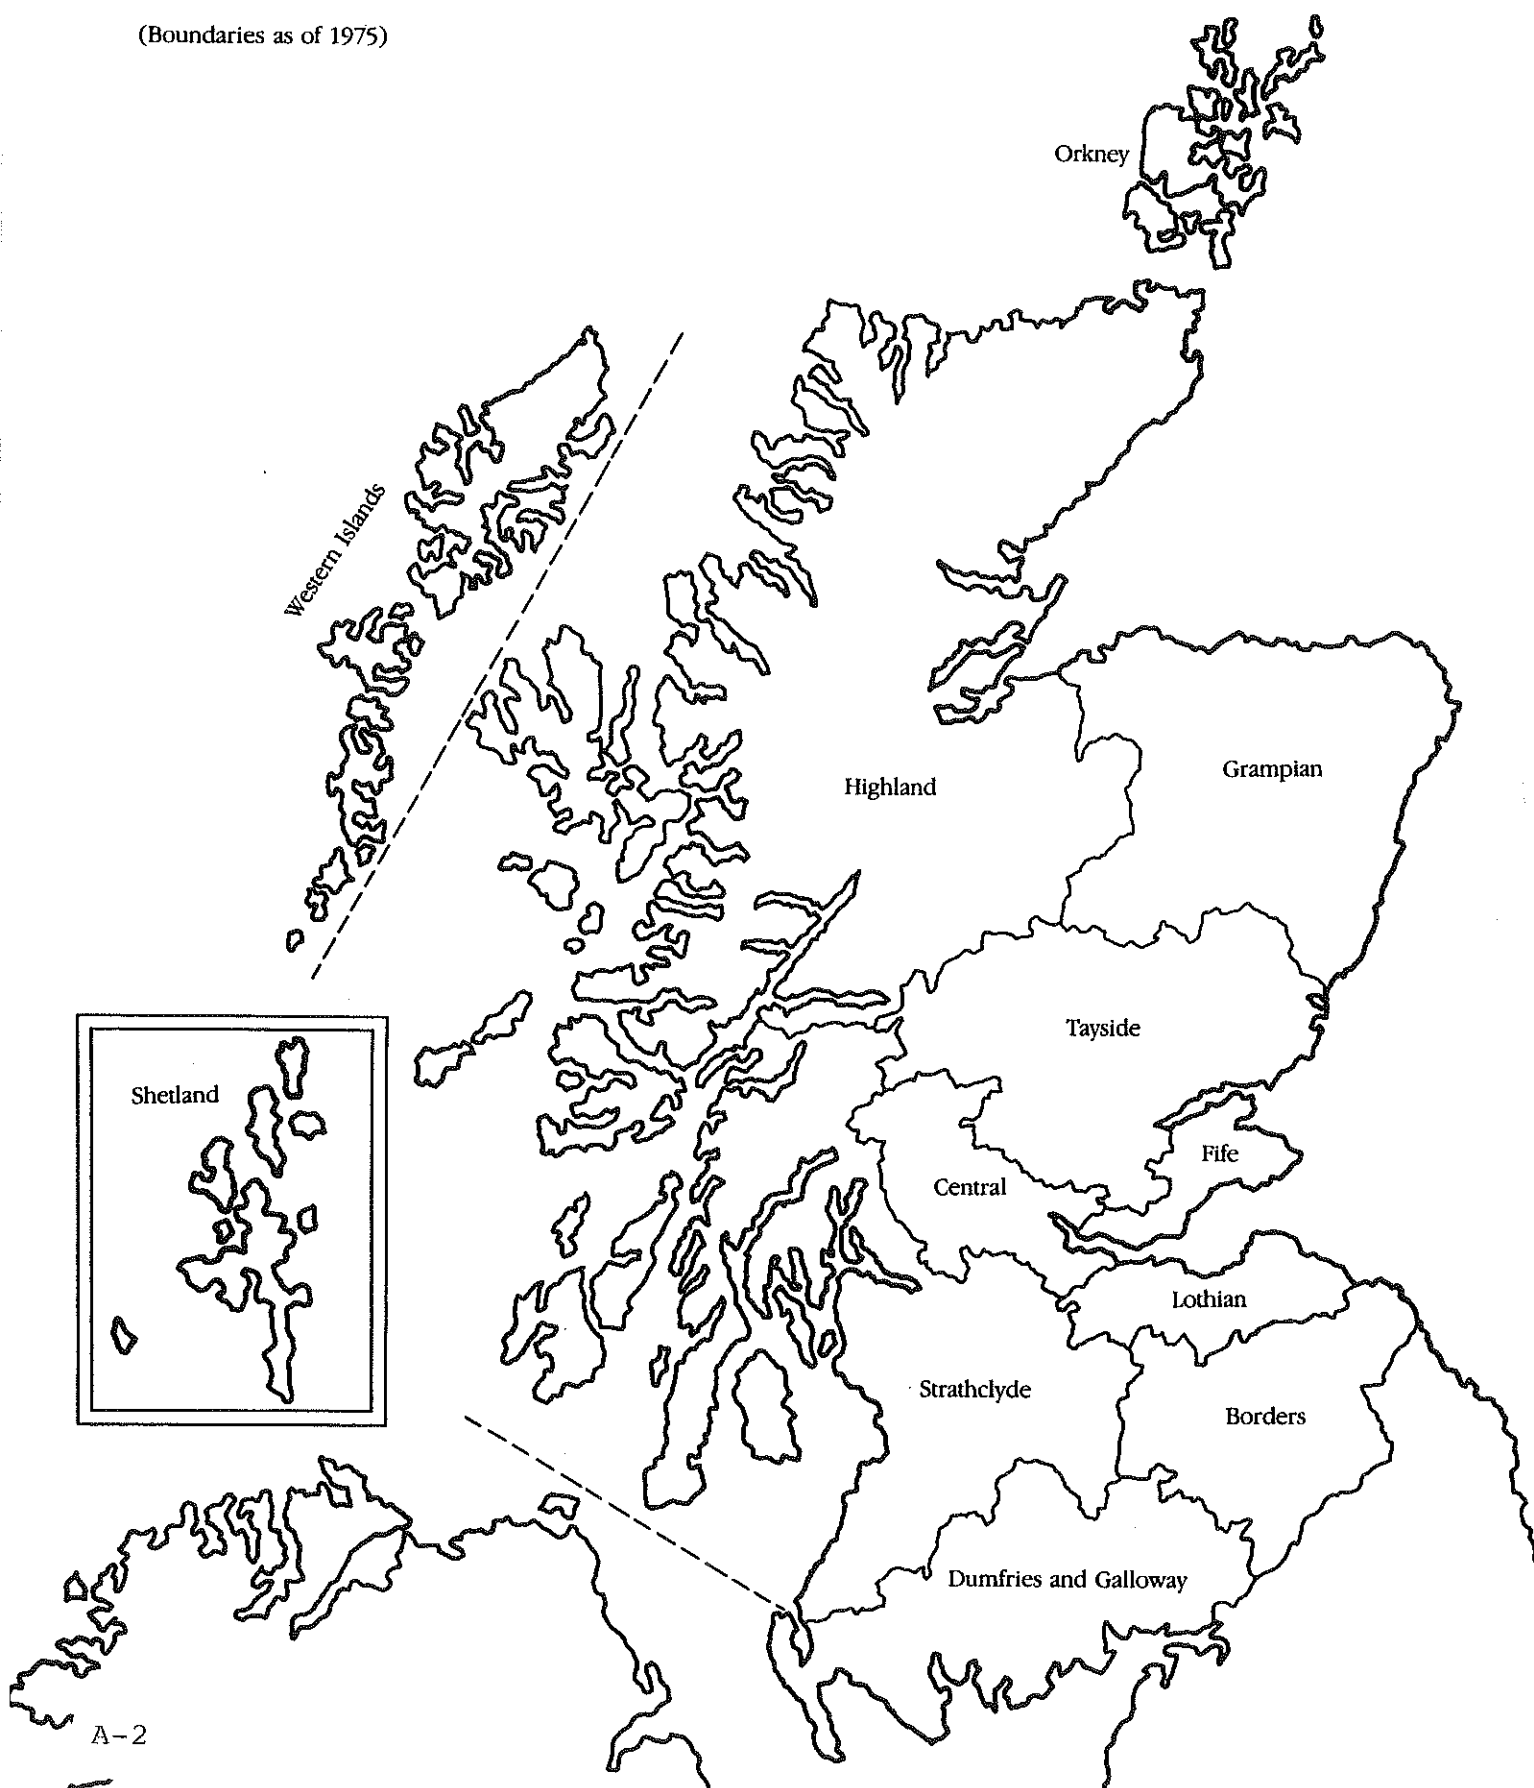 (Boundaries as of 1975)
Orkney
Western Islands
Highland
Grampian
Tayside
Shetland
Fife
Central
Lothian
Strathclyde
Borders
Dumfries and Galloway
A-2